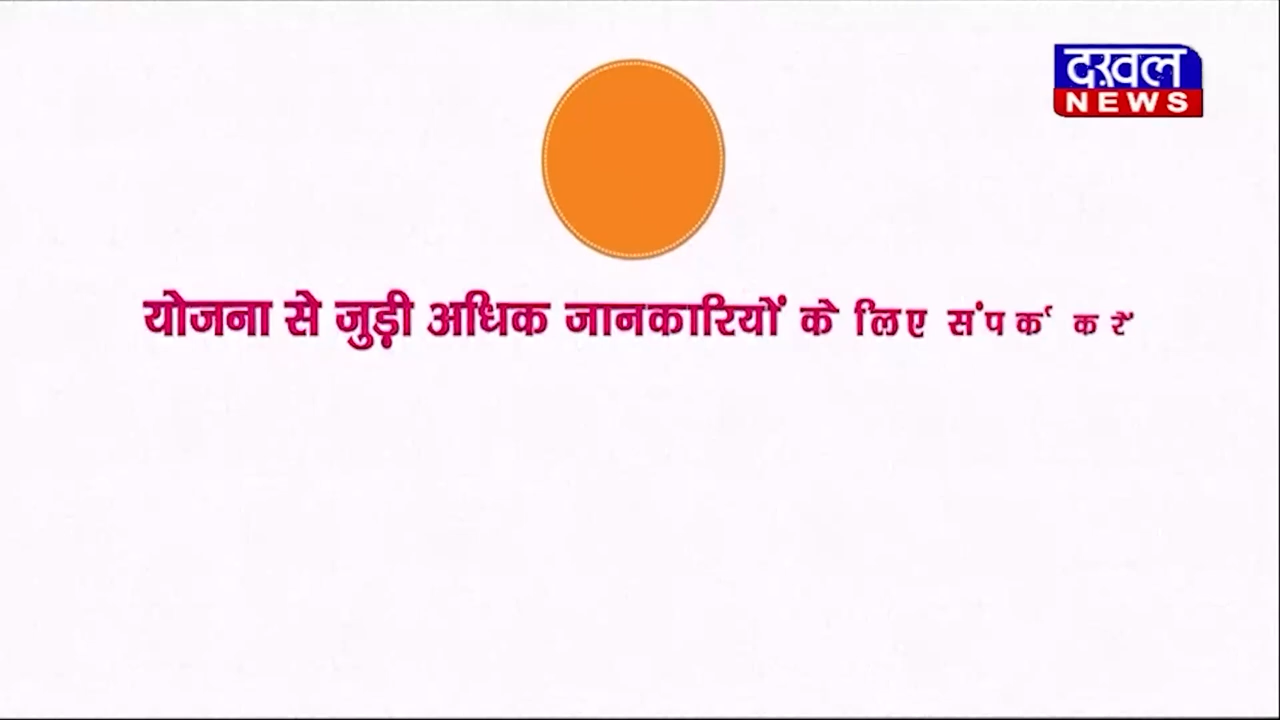 दखल
NEWS
योजना से जुड़ी अधिक जानकारियों के लिए संपर्क करें